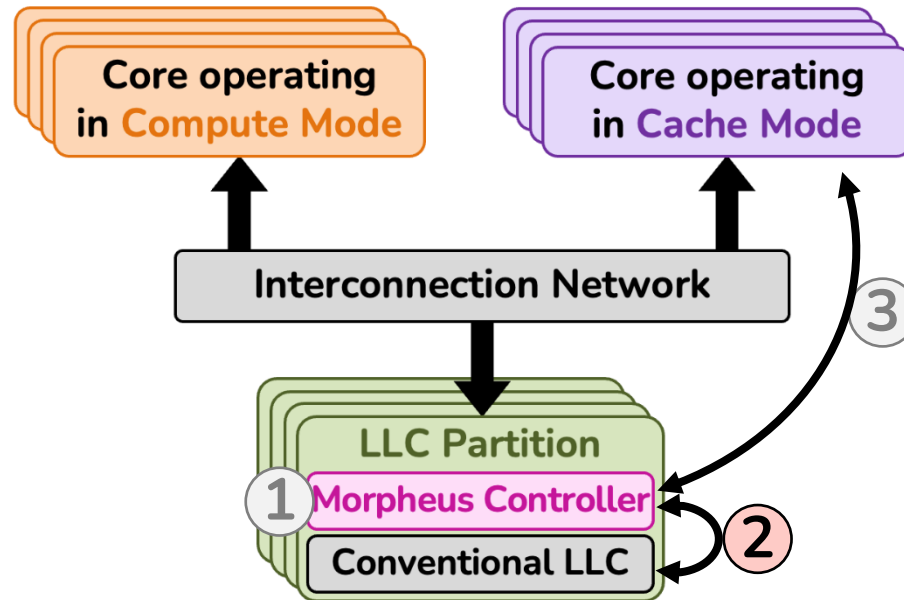 Core operating
in Compute Mode
Core operating
in Cache Mode
Interconnection Network
3
LLC Partition
1
Morpheus Controller
2
Conventional LLC